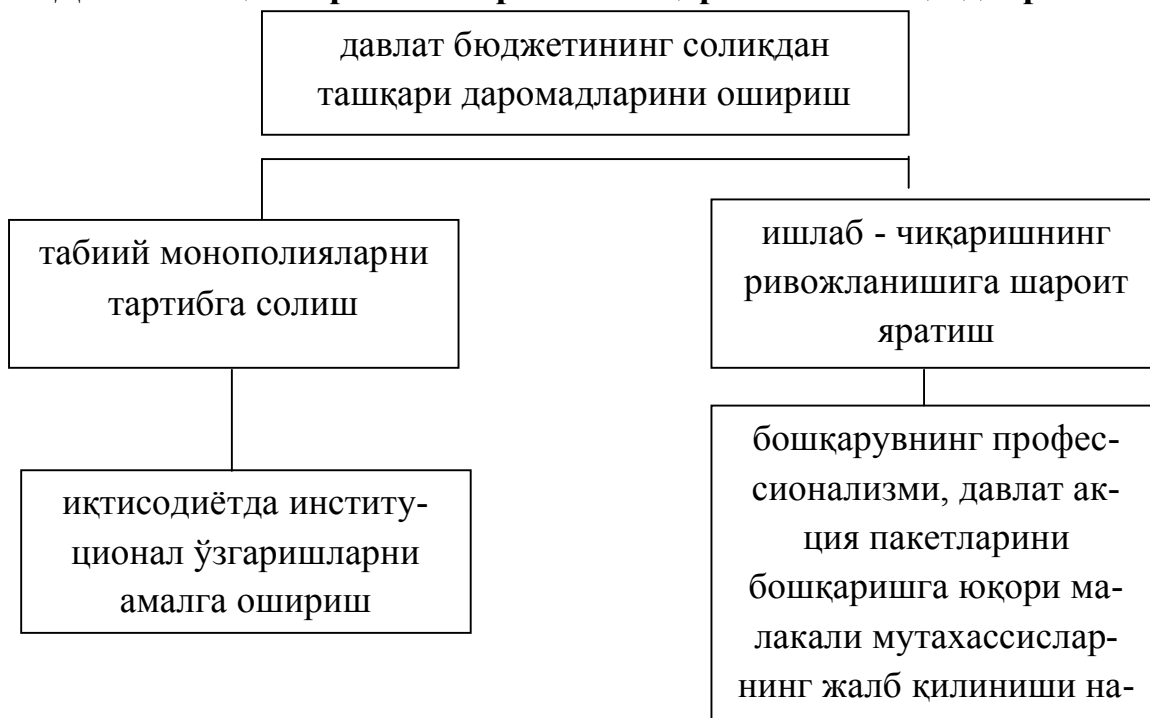 давлат бюджетининг солиқдан
ташқари даромадларини ошириш
табиий монополияларни
тартибга солиш
ишлаб - чиқаришнинг
ривожланишига шароит
яратиш
иқтисодиётда институ-
ционал ўзгаришларни
амалга ошириш
бошқарувнинг профес-
сионализми, давлат ак-
ция пакетларини
бошқаришга юқори ма-
лакали мутахассислар-
нинг жалб қилиниши на-